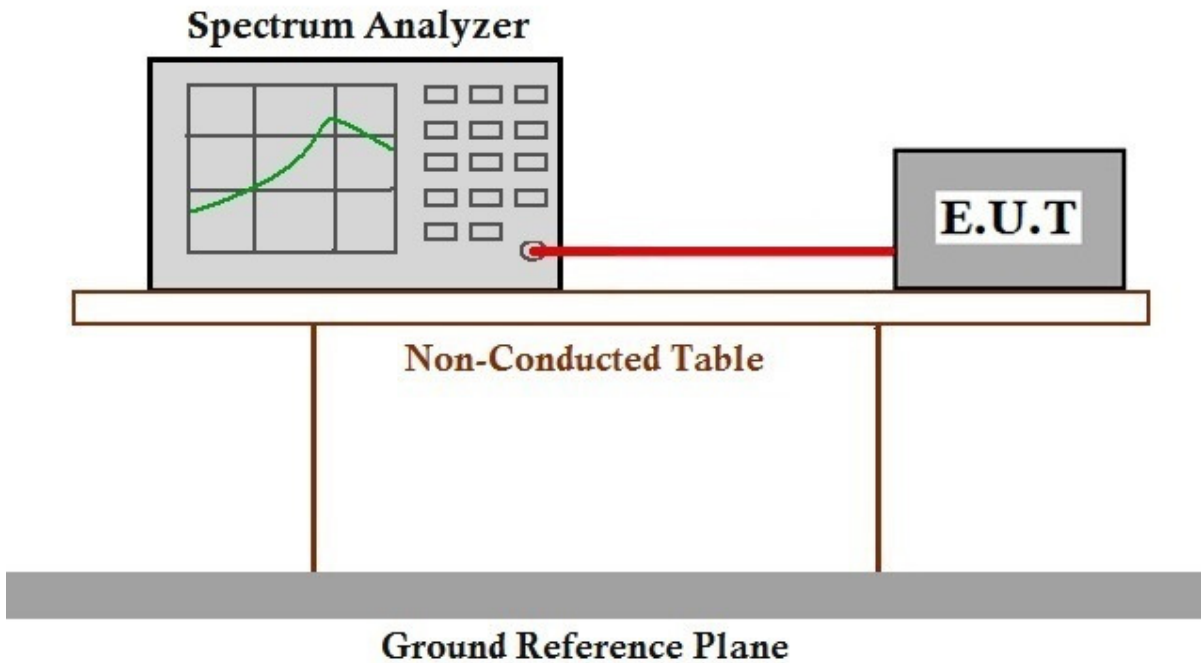 Spectrum Analyzer
E.U.T
Non-Conducted Table
Ground Reference Plane